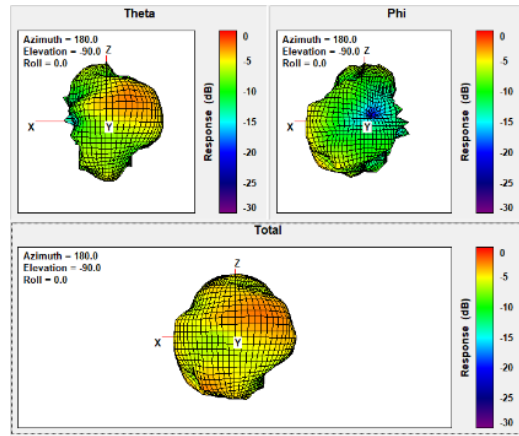 Theta
Azimuth = 180.0
Elevation = -90.0
Roll = 0.0
Z
X
Y
Response (dB)
0
-5
-10
-15
-20
-25
-30
Phi
Azimuth = 180.0
Elevation = -90.0
Roll = 0.0
Z
X
Y
Response (dB)
0
-5
-10
-15
-20
-25
-30
Total
Azimuth = 180.0
Elevation = -90.0
Roll = 0.0
Z
X
Y
Response (dB)
0
-5
-10
-15
-20
-25
-30